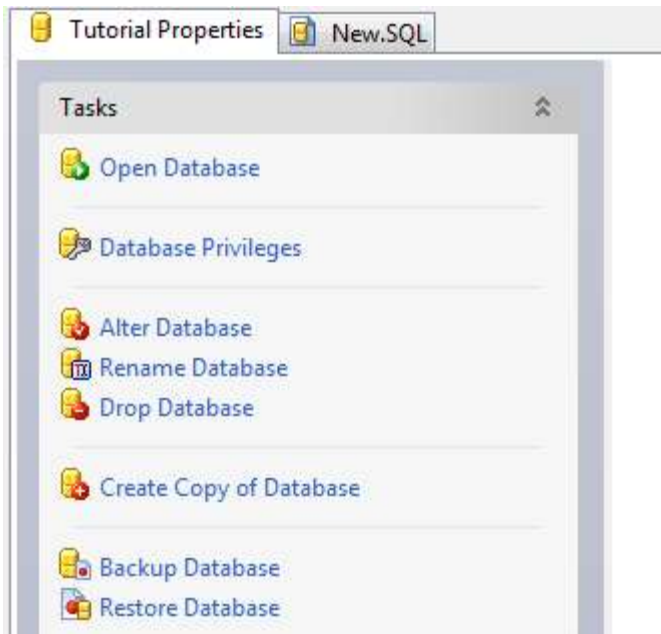 Tutorial Properties New.SQL
Tasks
Open Database
Database Privileges
Alter Database
Rename Database
Drop Database
Create Copy of Database
Backup Database
Restore Database